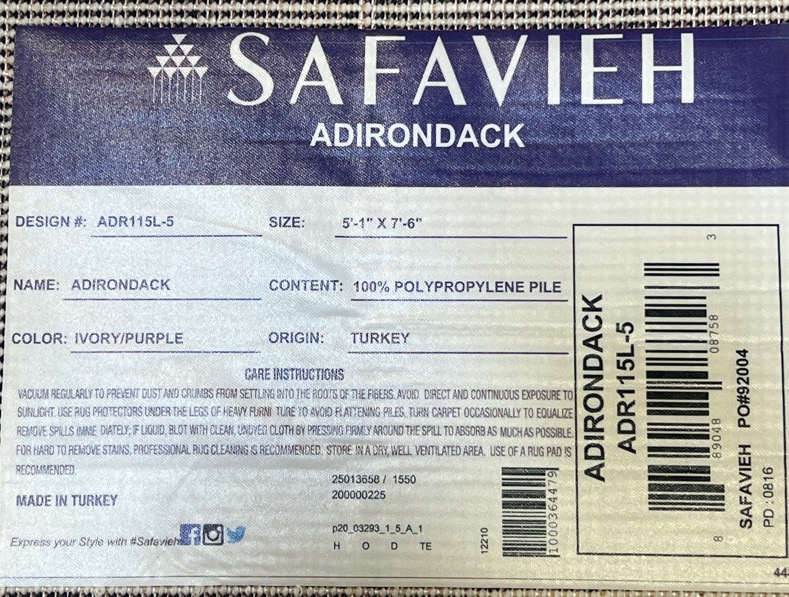 SAFAVIEH
ADIRONDACK
DESIGN #: ADR115L-5 SIZE: 5'-1" X 7'-6"
NAME: ADIRONDACK CONTENT: 100% POLYPROPYLENE PILE
COLOR: IVORY/PURPLE ORIGIN: TURKEY
CARE INSTRUCTIONS
VACUUM REGULARLY TO PREVENT DUST AND CRUMBS FROM SETTLING INTO THE ROOTS OF THE FIBERS. AVOID DIRECT AND CONTINUOUS EXPOSURE TO
SUNLIGHT. USE RUG PROTECTORS UNDER THE LEGS OF HEAVY FURNI TURE TO AVOID FLATTENING PILES. TURN CARPET OCCASIONALLY TO EQUALIZE
REMOVE SPILLS IMME DIATELY; IF LIQUID, BLOT WITH CLEAN, UNDYED CLOTH BY PRESSING FIRMLY AROUND THE SPILL TO ABSORB AS MUCH AS POSSIBLE.
FOR HARD TO REMOVE STAINS, PROFESSIONAL RUG CLEANING IS RECOMMENDED. STORE IN A DRY, WELL VENTILATED AREA. USE OF A RUG PAD IS
RECOMMENDED.
MADE IN TURKEY
Express your Style with #Safavieh
25013658 / 1550
200000225
p20_03293_1_5_A_1
H O D TE
12210
1000364479
ADIRONDACK
ADR115L-5
8 89048 08758 3
SAFAVIEH PO#92004
PD :0816
44